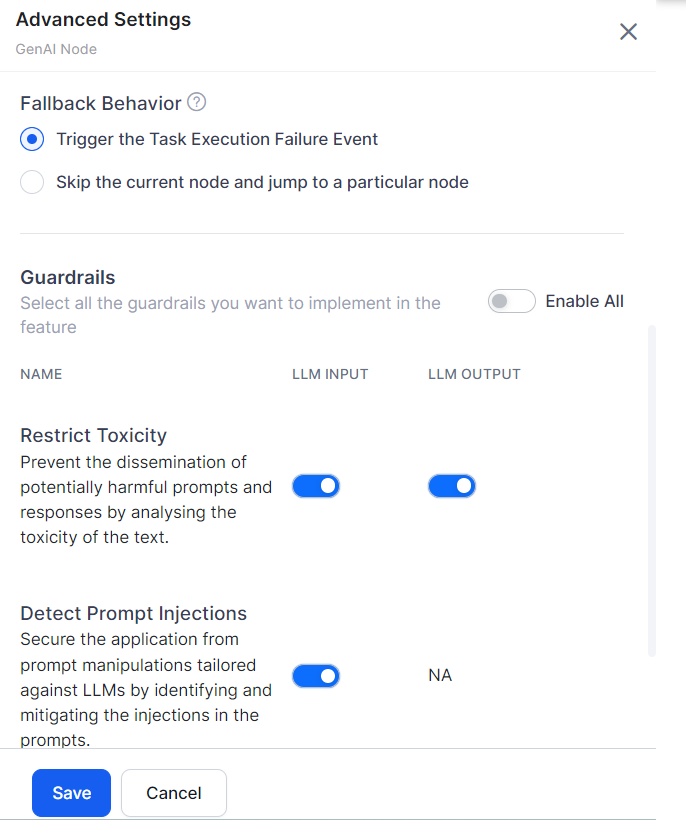 Advanced Settings
GenAI Node
Fallback Behavior ?
Trigger the Task Execution Failure Event
Skip the current node and jump to a particular node
Guardrails
Select all the guardrails you want to implement in the
feature
Enable All
NAME LLM INPUT LLM OUTPUT
Restrict Toxicity
Prevent the dissemination of
potentially harmful prompts and
responses by analysing the
toxicity of the text.
Detect Prompt Injections
Secure the application from
prompt manipulations tailored
against LLMs by identifying and
mitigating the injections in the
prompts.
NA
Save Cancel